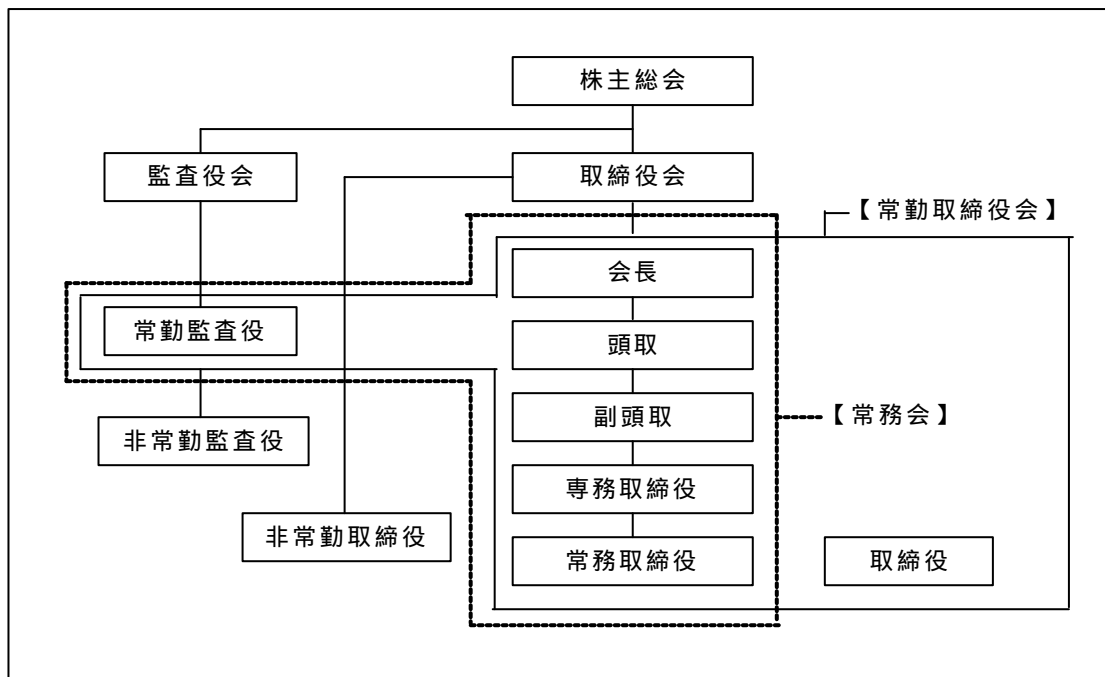 株主総会
監査役会
取締役会
【常勤取締役会】
会長
常勤監査役
頭取
副頭取
【常務会】
非常勤監査役
専務取締役
非常勤取締役
常務取締役
取締役